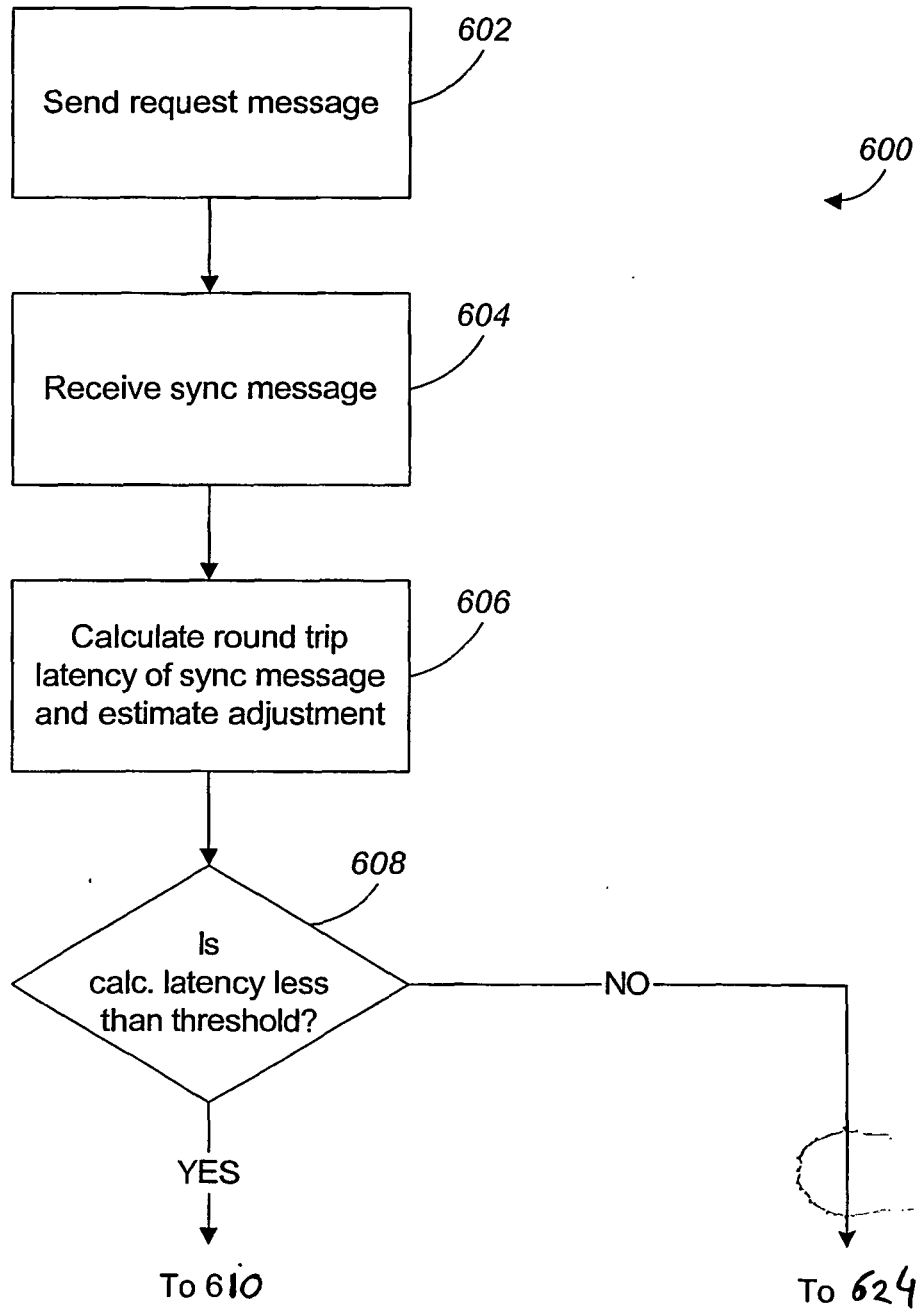 602
Send request message
600
604
Receive sync message
606
Calculate round trip
latency of sync message
and estimate adjustment
608
Is
calc. latency less
than threshold?
NO
YES
To 610
To 624